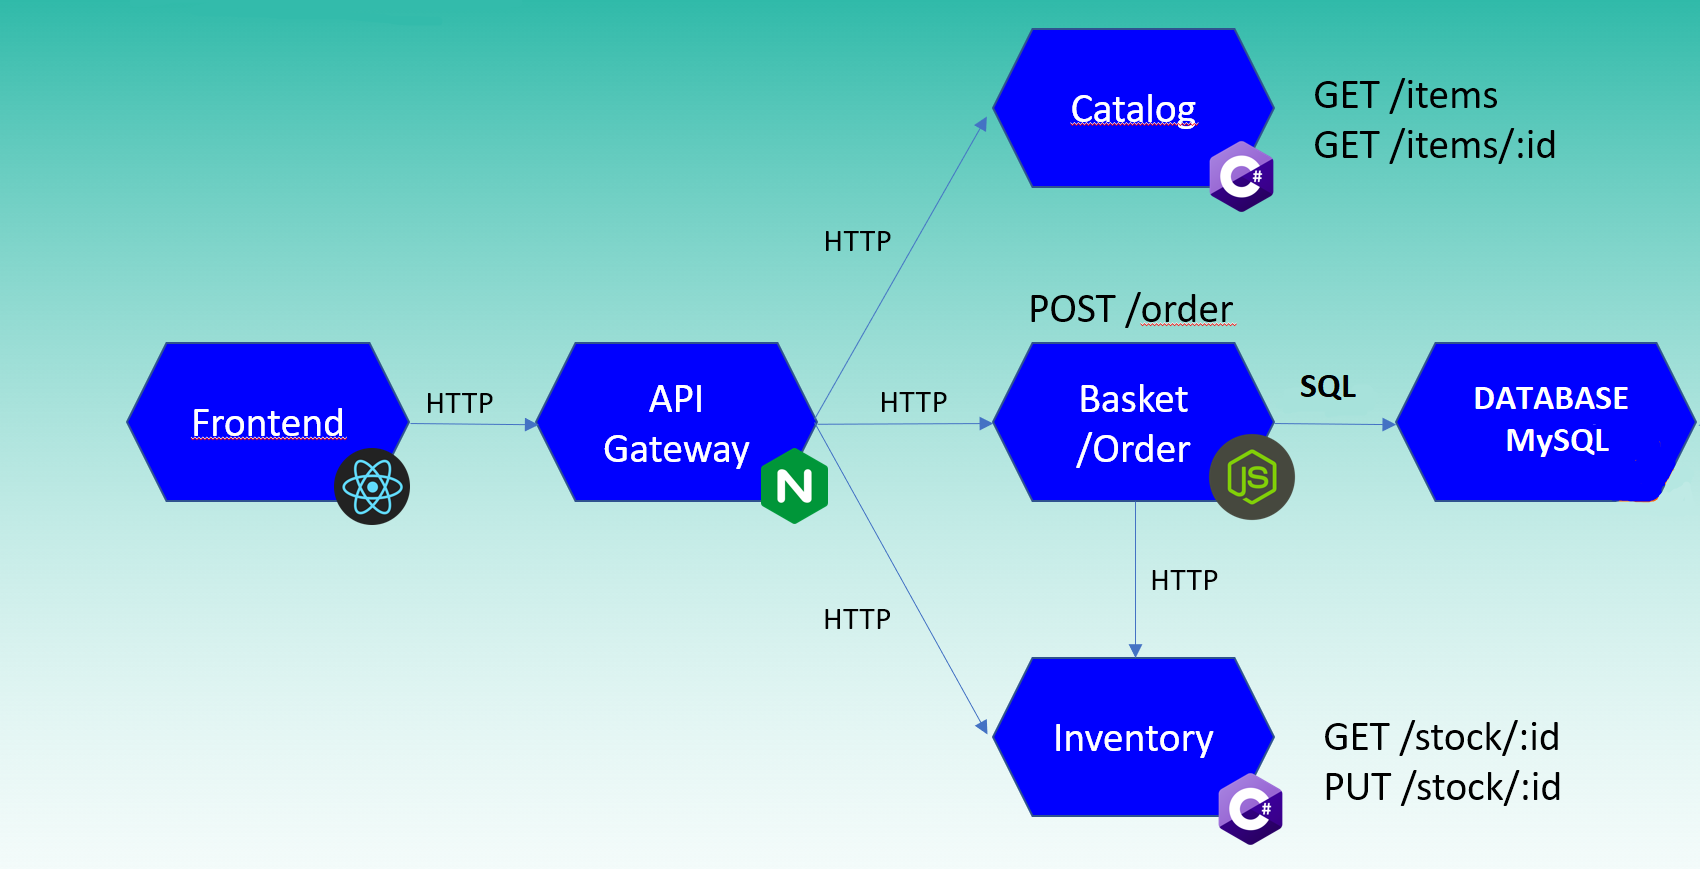 Catalog
C#
GET /items
GET /items/:id
HTTP
POST /order
Frontend
HTTP
API
Gateway
N
HTTP
Basket
/Order
JS
SQL
DATABASE
MySQL
HTTP
HTTP
Inventory
C#
GET /stock/:id
PUT /stock/:id